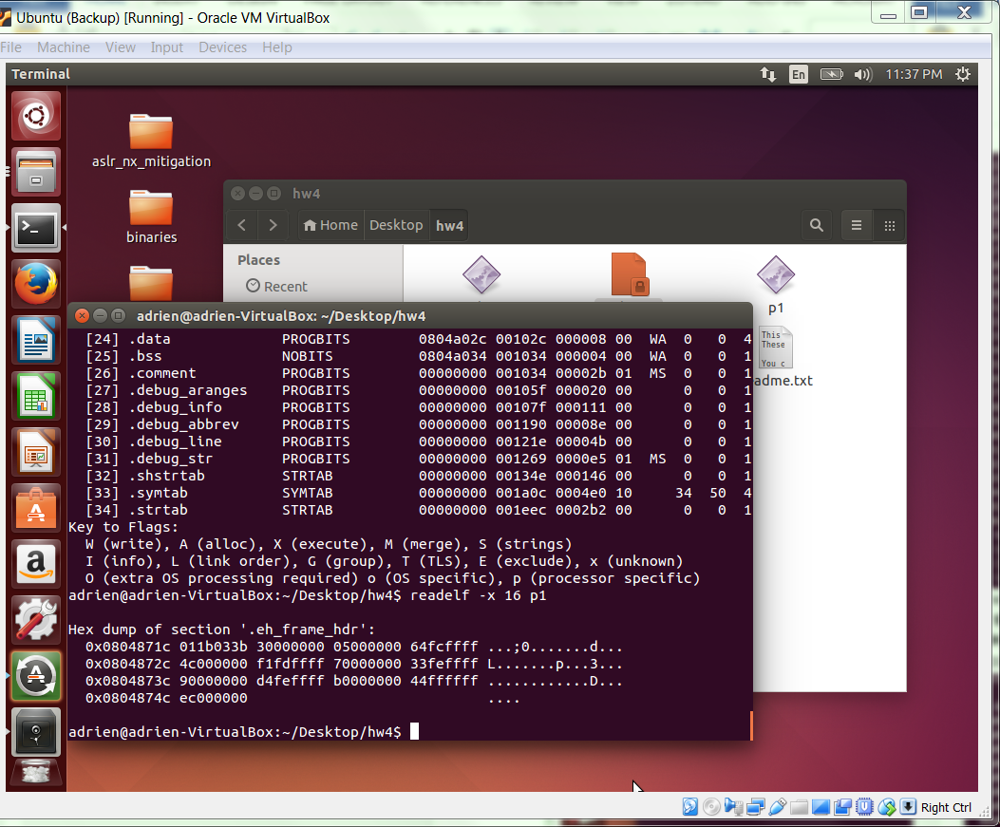 Ubuntu (Backup) [Running] - Oracle VM VirtualBox
File Machine View Input Devices Help
Terminal
En
11:37 PM
aslr_nx_mitigation
binaries
hw4
Home Desktop hw4
Places
Recent
p1
This
These
You c
adme.txt
adrien@adrien-VirtualBox: ~/Desktop/hw4
[24] .data PROGBITS 0804a02c 00102c 000008 00 WA 0 0 4
[25] .bss NOBITS 0804a034 001034 000004 00 WA 0 0 1
[26] .comment PROGBITS 00000000 001034 00002b 01 MS 0 0 1
[27] .debug_aranges PROGBITS 00000000 00105f 000020 00 0 0 1
[28] .debug_info PROGBITS 00000000 00107f 000111 00 0 0 1
[29] .debug_abbrev PROGBITS 00000000 001190 00008e 00 0 0 1
[30] .debug_line PROGBITS 00000000 00121e 00004b 00 0 0 1
[31] .debug_str PROGBITS 00000000 001269 0000e5 01 MS 0 0 1
[32] .shstrtab STRTAB 00000000 00134e 000146 00 0 0 1
[33] .symtab SYMTAB 00000000 001a0c 0004e0 10 34 50 4
[34] .strtab STRTAB 00000000 001eec 0002b2 00 0 0 1
Key to Flags:
W (write), A (alloc), X (execute), M (merge), S (strings)
I (info), L (link order), G (group), T (TLS), E (exclude), x (unknown)
O (extra OS processing required) o (OS specific), p (processor specific)
adrien@adrien-VirtualBox:~/Desktop/hw4$ readelf -x 16 p1
Hex dump of section '.eh_frame_hdr':
0x0804871c 011b033b 30000000 05000000 64fcffff ...;0.......d...
0x0804872c 4c000000 f1fdffff 70000000 33feffff L.......p...3...
0x0804873c 90000000 d4feffff b0000000 44ffffff ............D...
0x0804874c ec000000 ....
adrien@adrien-VirtualBox:~/Desktop/hw4$
Right Ctrl